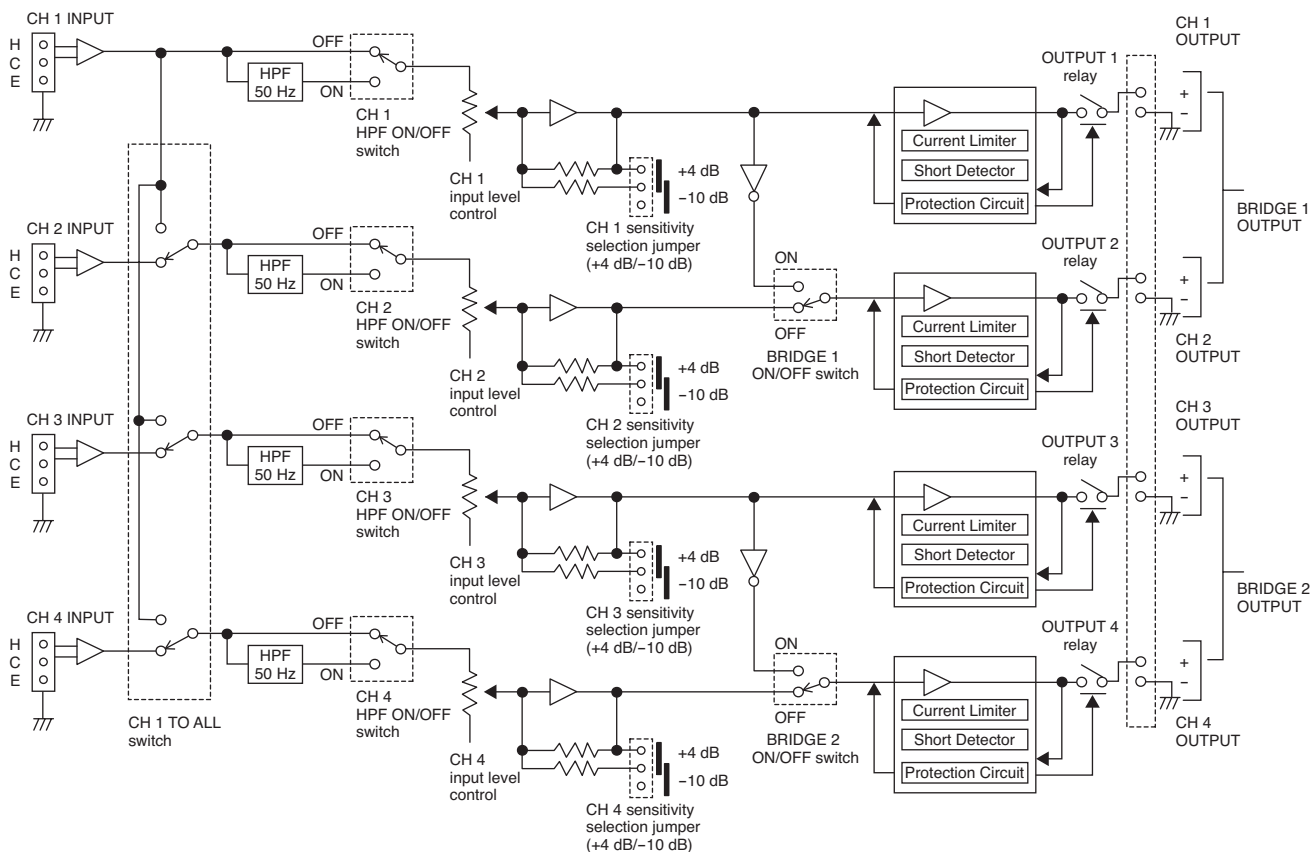 CH 1 INPUT
H
C
E
OFF
HPF
50 Hz
ON
CH 1
HPF ON/OFF
switch
CH 1
input level
control
+4 dB
−10 dB
CH 1 sensitivity
selection jumper
(+4 dB/−10 dB)
Current Limiter
Short Detector
Protection Circuit
OUTPUT 1
relay
CH 1
OUTPUT
+
−
BRIDGE 1
OUTPUT
CH 2 INPUT
H
C
E
OFF
HPF
50 Hz
ON
CH 2
HPF ON/OFF
switch
CH 2
input level
control
+4 dB
−10 dB
CH 2 sensitivity
selection jumper
(+4 dB/−10 dB)
ON
OFF
BRIDGE 1
ON/OFF switch
Current Limiter
Short Detector
Protection Circuit
OUTPUT 2
relay
+
−
CH 2
OUTPUT
CH 3 INPUT
H
C
E
OFF
HPF
50 Hz
ON
CH 3
HPF ON/OFF
switch
CH 3
input level
control
+4 dB
−10 dB
CH 3 sensitivity
selection jumper
(+4 dB/−10 dB)
Current Limiter
Short Detector
Protection Circuit
OUTPUT 3
relay
CH 3
OUTPUT
+
−
BRIDGE 2
OUTPUT
CH 4 INPUT
H
C
E
CH 1 TO ALL
switch
OFF
HPF
50 Hz
ON
CH 4
HPF ON/OFF
switch
CH 4
input level
control
+4 dB
−10 dB
CH 4 sensitivity
selection jumper
(+4 dB/−10 dB)
ON
OFF
BRIDGE 2
ON/OFF switch
Current Limiter
Short Detector
Protection Circuit
OUTPUT 4
relay
+
−
CH 4
OUTPUT